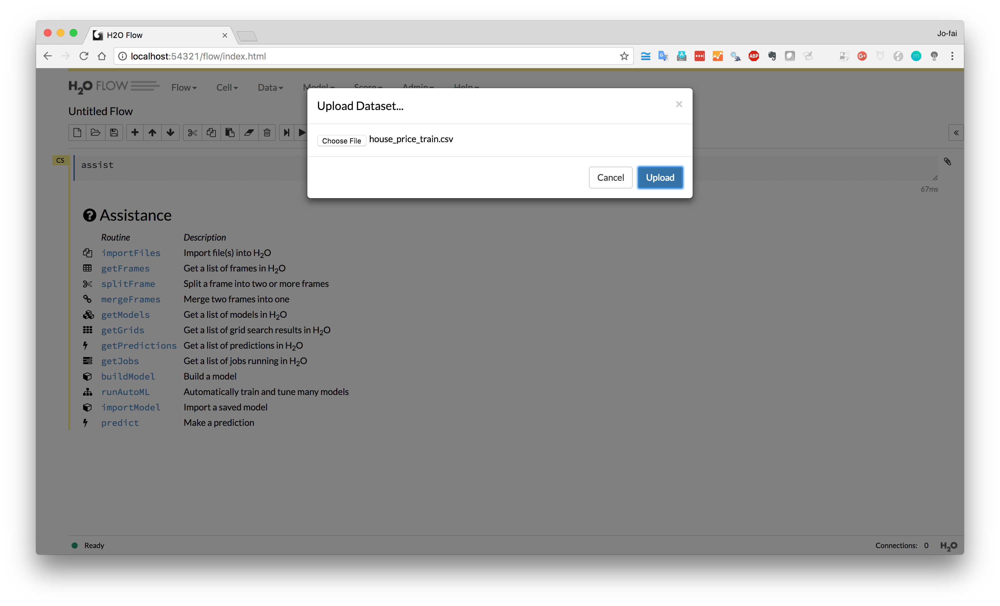 H2O Flow
Jo-fai
localhost:54321/flow/index.html
ABP
H2O FLOW Flow Cell Data Model Score Admin Help
Untitled Flow
Upload Dataset...
Choose File house_price_train.csv
Cancel Upload
CS
assist
67ms
Assistance
Routine Description
importFiles Import file(s) into H2O
getFrames Get a list of frames in H2O
splitFrame Split a frame into two or more frames
mergeFrames Merge two frames into one
getModels Get a list of models in H2O
getGrids Get a list of grid search results in H2O
getPredictions Get a list of predictions in H2O
getJobs Get a list of jobs running in H2O
buildModel Build a model
runAutoML Automatically train and tune many models
importModel Import a saved model
predict Make a prediction
Ready
Connections: 0 H2O